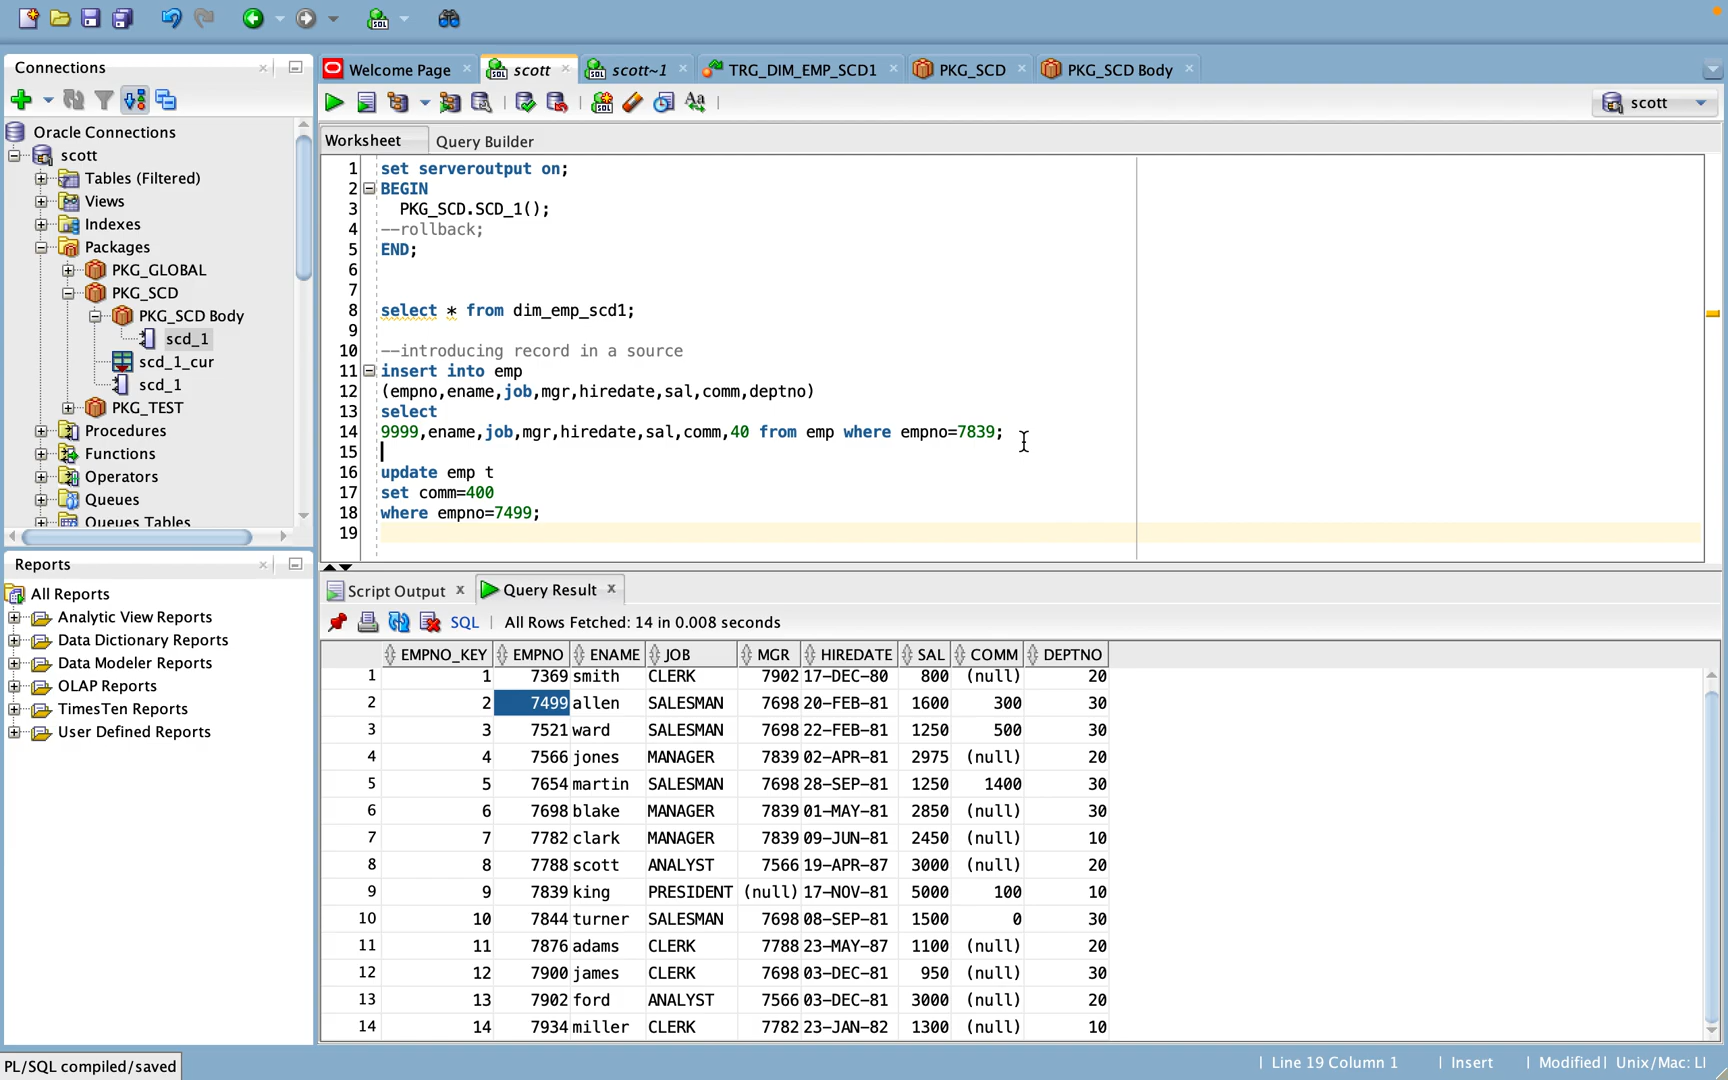 Connections
Welcome Page
scott
scott~1
TRG_DIM_EMP_SCD1
PKG_SCD
PKG_SCD Body
scott
Oracle Connections
scott
Tables (Filtered)
Views
Indexes
Packages
PKG_GLOBAL
PKG_SCD
PKG_SCD Body
scd_1
scd_1_cur
scd_1
PKG_TEST
Procedures
Functions
Operators
Queues
Queues Tables
Worksheet
Query Builder
1 set serveroutput on;
2 BEGIN
3 PKG_SCD.SCD_1();
4 --rollback;
5 END;
6
7
8 select * from dim_emp_scd1;
9
10 --introducing record in a source
11 insert into emp
12 (empno,ename,job,mgr,hiredate,sal,comm,deptno)
13 select
14 9999,ename,job,mgr,hiredate,sal,comm,40 from emp where empno=7839;
15
16 update emp t
17 set comm=400
18 where empno=7499;
19
Reports
All Reports
Analytic View Reports
Data Dictionary Reports
Data Modeler Reports
OLAP Reports
TimesTen Reports
User Defined Reports
Script Output
Query Result
SQL
All Rows Fetched: 14 in 0.008 seconds
EMPNO_KEY EMPNO ENAME JOB MGR HIREDATE SAL COMM DEPTNO
1 1 7369 smith CLERK 7902 17-DEC-80 800 (null) 20
2 2 7499 allen SALESMAN 7698 20-FEB-81 1600 300 30
3 3 7521 ward SALESMAN 7698 22-FEB-81 1250 500 30
4 4 7566 jones MANAGER 7839 02-APR-81 2975 (null) 20
5 5 7654 martin SALESMAN 7698 28-SEP-81 1250 1400 30
6 6 7698 blake MANAGER 7839 01-MAY-81 2850 (null) 30
7 7 7782 clark MANAGER 7839 09-JUN-81 2450 (null) 10
8 8 7788 scott ANALYST 7566 19-APR-87 3000 (null) 20
9 9 7839 king PRESIDENT (null) 17-NOV-81 5000 100 10
10 10 7844 turner SALESMAN 7698 08-SEP-81 1500 0 30
11 11 7876 adams CLERK 7788 23-MAY-87 1100 (null) 20
12 12 7900 james CLERK 7698 03-DEC-81 950 (null) 30
13 13 7902 ford ANALYST 7566 03-DEC-81 3000 (null) 20
14 14 7934 miller CLERK 7782 23-JAN-82 1300 (null) 10
PL/SQL compiled/saved
Line 19 Column 1 | Insert | Modified | Unix/Mac: LI